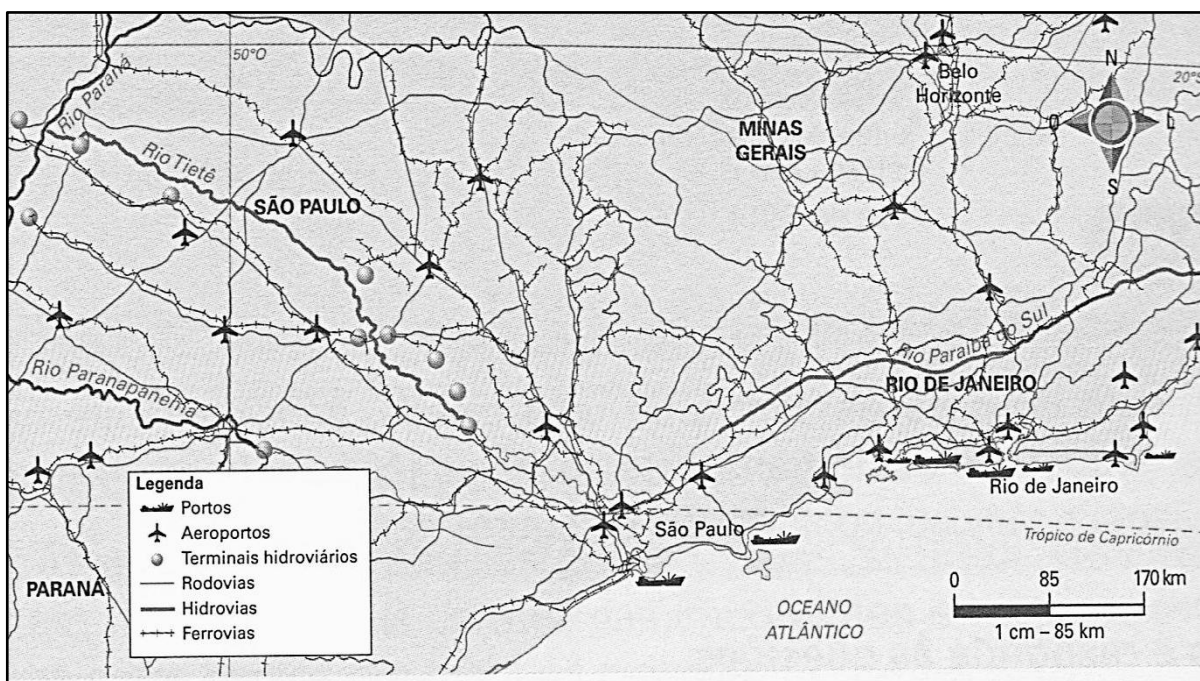 50°O
20°S
Belo
Horizonte
N
O
L
S
Rio Paraná
Rio Tietê
MINAS
GERAIS
SÃO PAULO
Rio Paraíba do Sul
RIO DE JANEIRO
Rio Paranapanema
Rio de Janeiro
São Paulo
Trópico de Capricórnio
PARANÁ
Legenda
Portos
Aeroportos
Terminais hidroviários
Rodovias
Hidrovias
Ferrovias
OCEANO
ATLÂNTICO
0 85 170 km
1 cm – 85 km